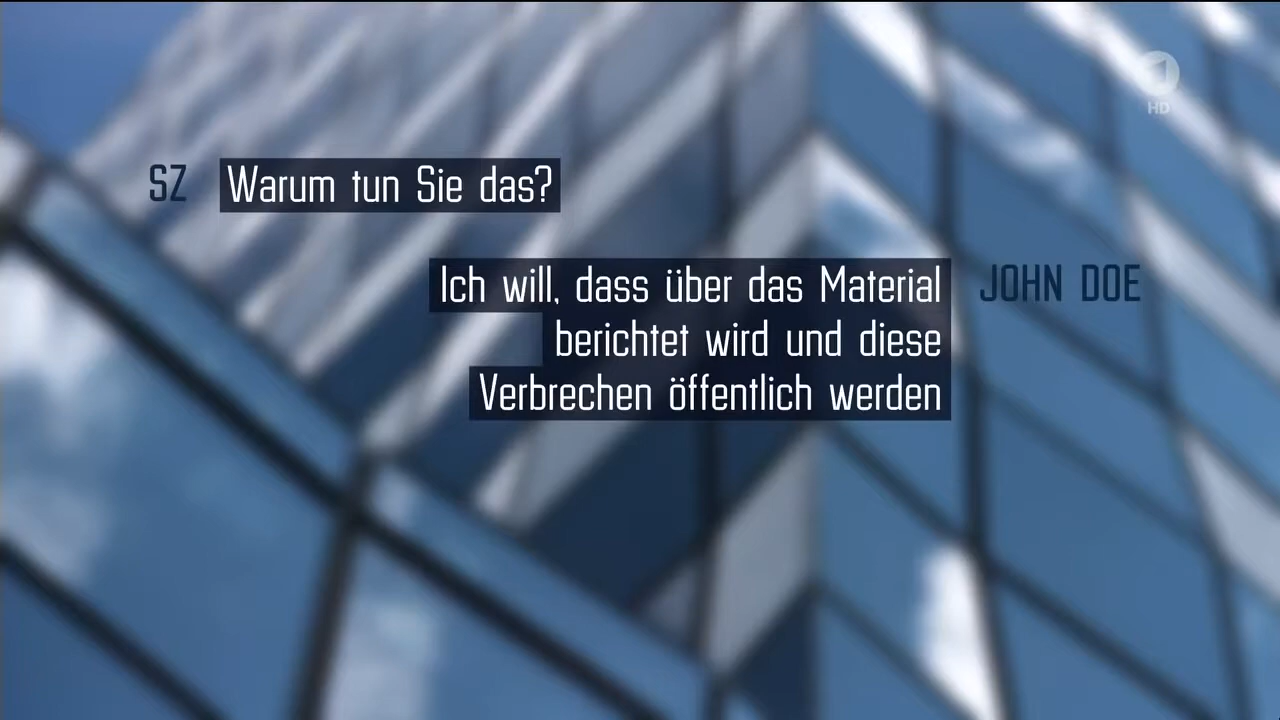 HD
SZ Warum tun Sie das?
Ich will, dass über das Material JOHN DOE
berichtet wird und diese
Verbrechen öffentlich werden